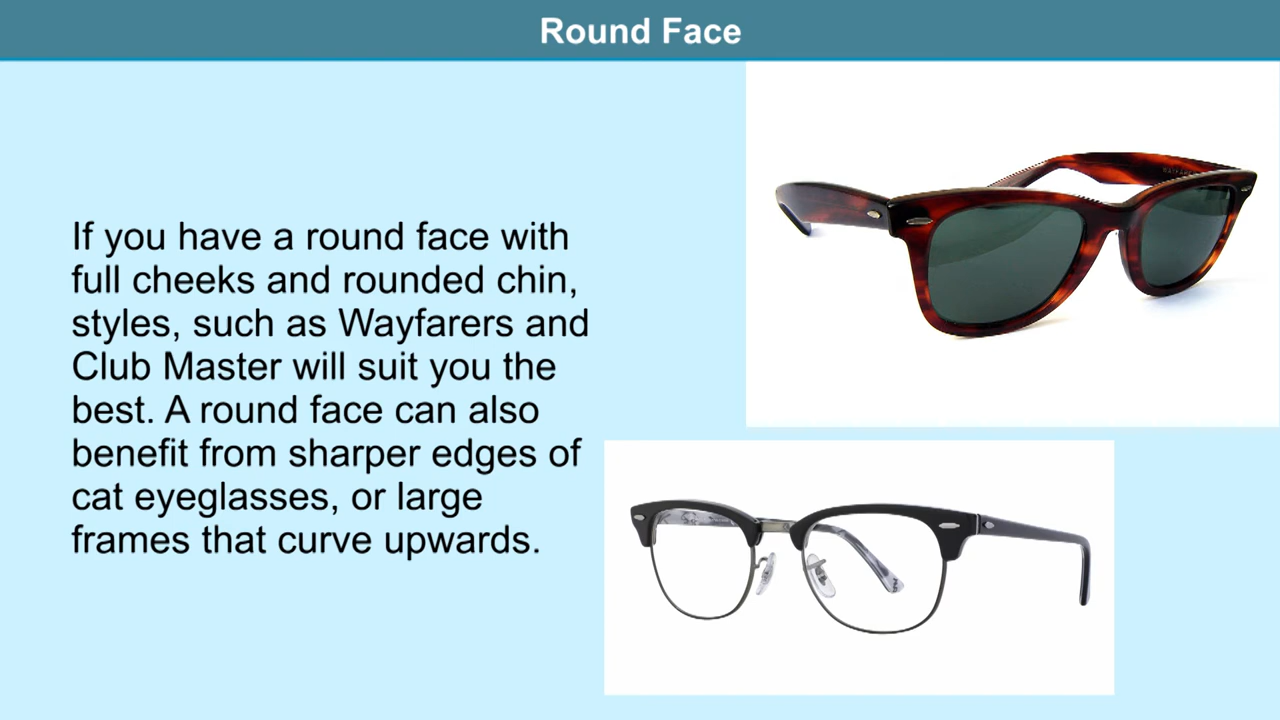 Round Face
If you have a round face with
full cheeks and rounded chin,
styles, such as Wayfarers and
Club Master will suit you the
best. A round face can also
benefit from sharper edges of
cat eyeglasses, or large
frames that curve upwards.